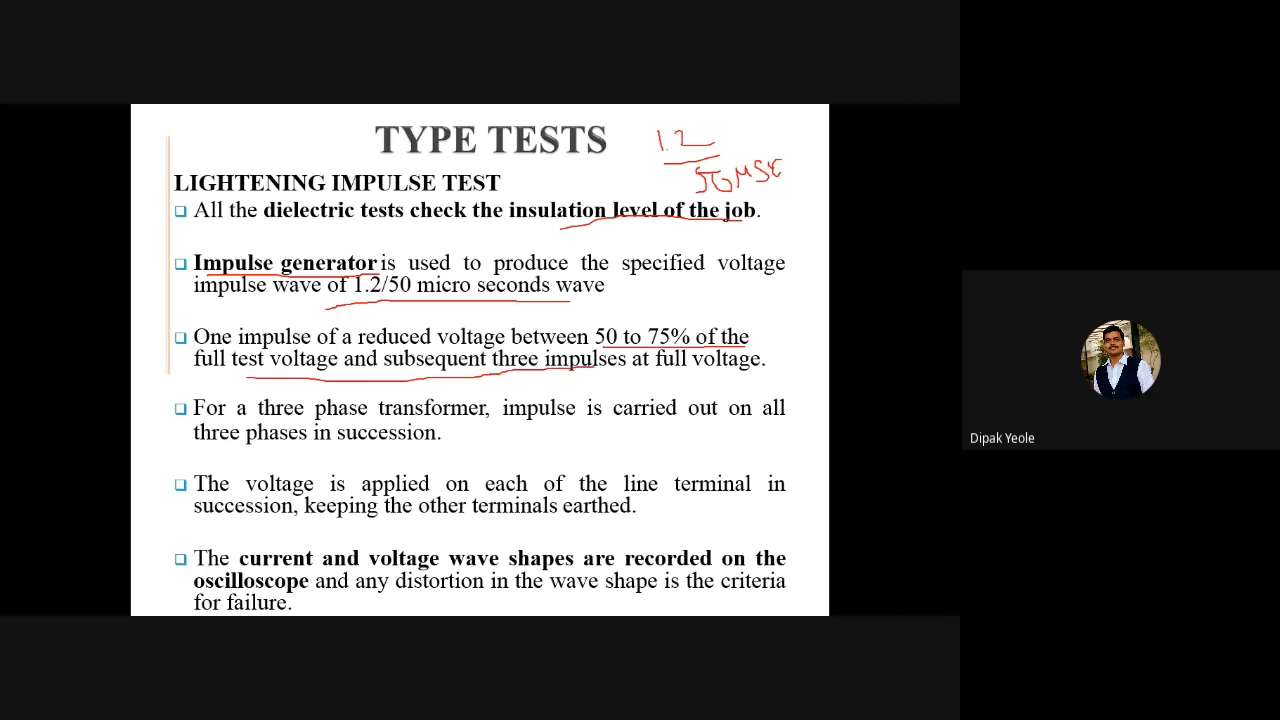 TYPE TESTS
1.2
50 μSE
LIGHTENING IMPULSE TEST
All the dielectric tests check the insulation level of the job.
Impulse generator is used to produce the specified voltage
impulse wave of 1.2/50 micro seconds wave
One impulse of a reduced voltage between 50 to 75% of the
full test voltage and subsequent three impulses at full voltage.
For a three phase transformer, impulse is carried out on all
three phases in succession.
The voltage is applied on each of the line terminal in
succession, keeping the other terminals earthed.
The current and voltage wave shapes are recorded on the
oscilloscope and any distortion in the wave shape is the criteria
for failure.
Dipak Yeole